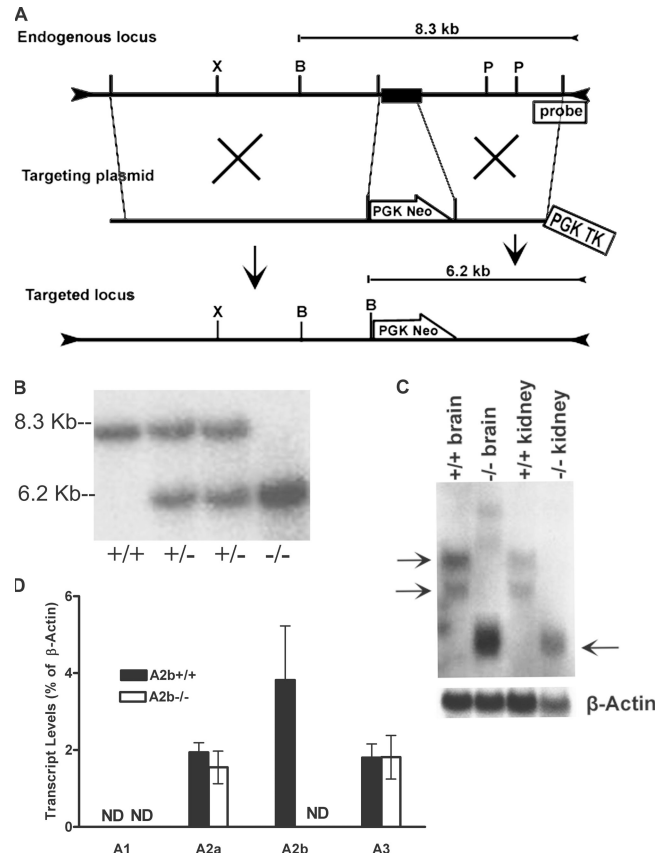 A
Endogenous locus
8.3 kb
X B P P
probe
Targeting plasmid
PGK Neo
PGK TK
6.2 kb
Targeted locus
X B B
PGK Neo
B
8.3 Kb--
6.2 Kb--
+/+ +/- +/- -/-
C
+/+ brain
-/- brain
+/+ kidney
-/- kidney
β-Actin
D
Transcript Levels (% of β-Actin)
6
4
2
0
A2b+/+
A2b-/-
ND ND ND
A1 A2a A2b A3